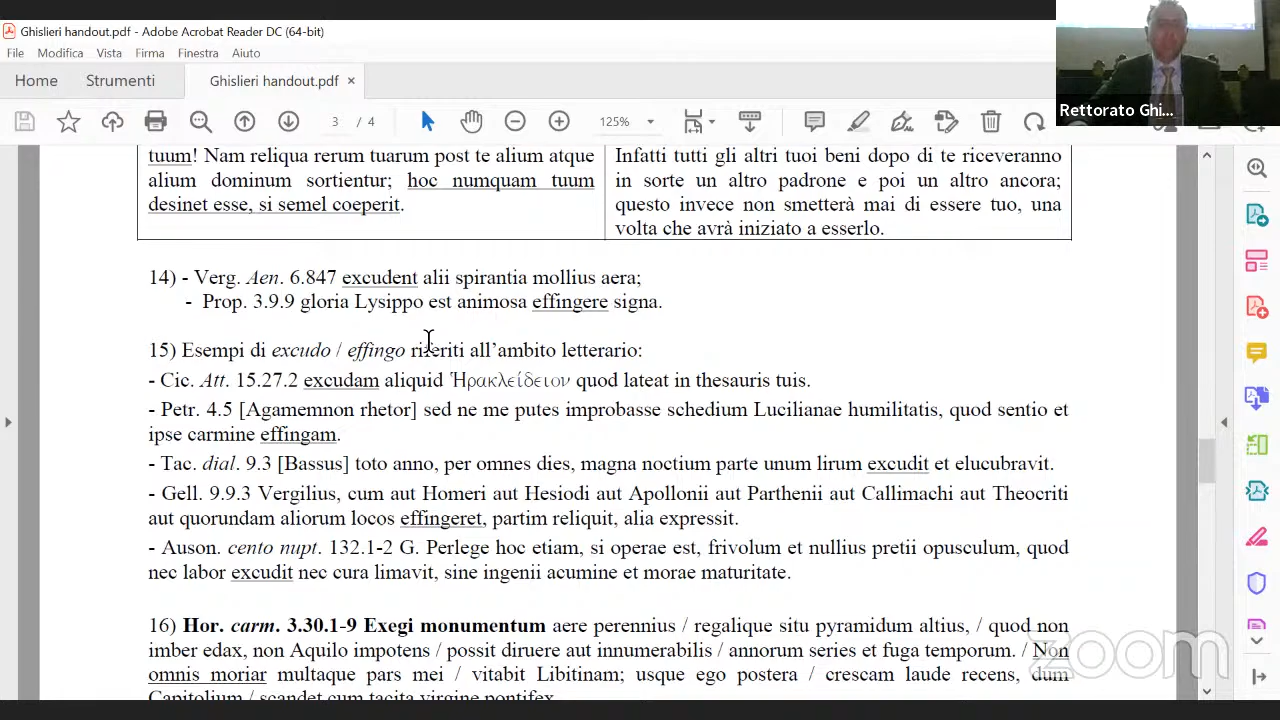 Ghislieri handout.pdf - Adobe Acrobat Reader DC (64-bit)
File Modifica Vista Firma Finestra Aiuto
Home Strumenti Ghislieri handout.pdf ×
3 / 4 125%
Rettorato Ghi...
tuum! Nam reliqua rerum tuarum post te alium atque
alium dominum sortientur; hoc numquam tuum
desinet esse, si semel coeperit.
Infatti tutti gli altri tuoi beni dopo di te riceveranno
in sorte un altro padrone e poi un altro ancora;
questo invece non smetterà mai di essere tuo, una
volta che avrà iniziato a esserlo.
14) - Verg. Aen. 6.847 excudent alii spirantia mollius aera;
- Prop. 3.9.9 gloria Lysippo est animosa effingere signa.
15) Esempi di excudo / effingo riferiti all’ambito letterario:
- Cic. Att. 15.27.2 excudam aliquid Ἡρακλείδειον quod lateat in thesauris tuis.
- Petr. 4.5 [Agamemnon rhetor] sed ne me putes improbasse schedium Lucilianae humilitatis, quod sentio et
ipse carmine effingam.
- Tac. dial. 9.3 [Bassus] toto anno, per omnes dies, magna noctium parte unum lirum excudit et elucubravit.
- Gell. 9.9.3 Vergilius, cum aut Homeri aut Hesiodi aut Apollonii aut Parthenii aut Callimachi aut Theocriti
aut quorundam aliorum locos effingeret, partim reliquit, alia expressit.
- Auson. cento nupt. 132.1-2 G. Perlege hoc etiam, si operae est, frivolum et nullius pretii opusculum, quod
nec labor excudit nec cura limavit, sine ingenii acumine et morae maturitate.
16) Hor. carm. 3.30.1-9 Exegi monumentum aere perennius / regalique situ pyramidum altius, / quod non
imber edax, non Aquilo impotens / possit diruere aut innumerabilis / annorum series et fuga temporum. / Non
omnis moriar multaque pars mei / vitabit Libitinam; usque ego postera / crescam laude recens, dum
Capitolium / scandet cum tacita virgine pontifex
zoom